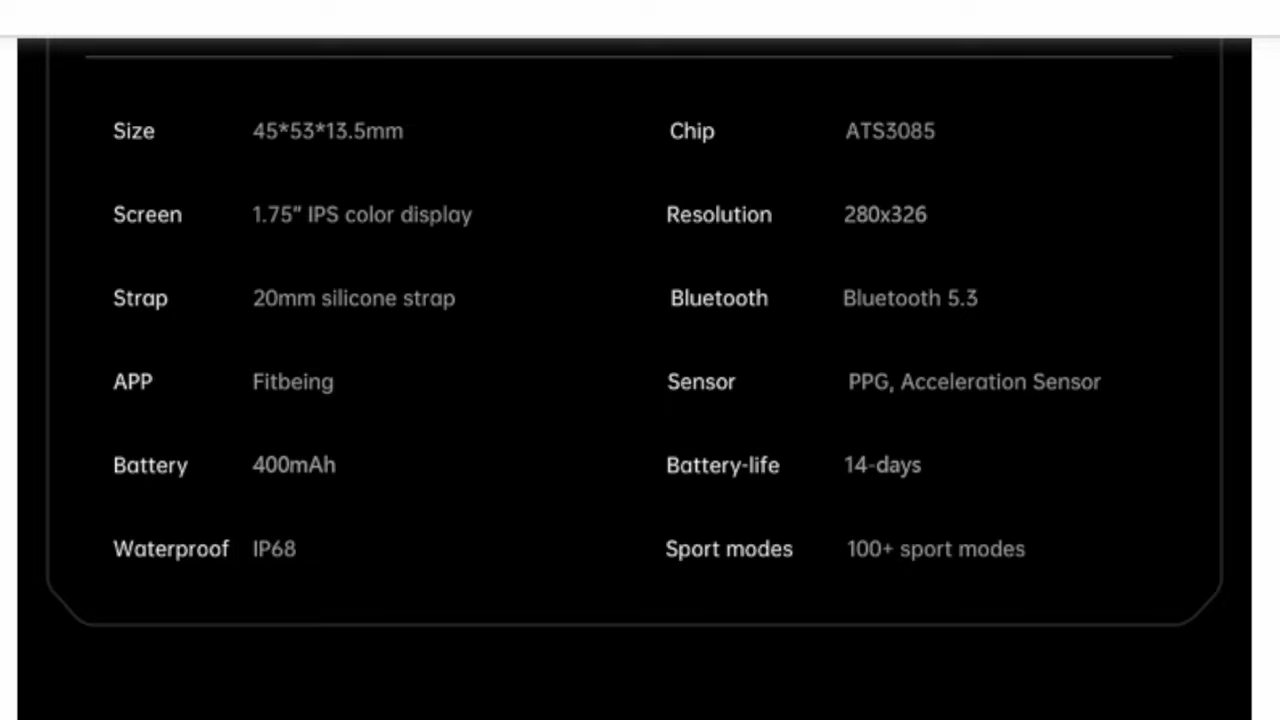 Size 45*53*13.5mm Chip ATS3085
Screen 1.75" IPS color display Resolution 280x326
Strap 20mm silicone strap Bluetooth Bluetooth 5.3
APP Fitbeing Sensor PPG, Acceleration Sensor
Battery 400mAh Battery-life 14-days
Waterproof IP68 Sport modes 100+ sport modes